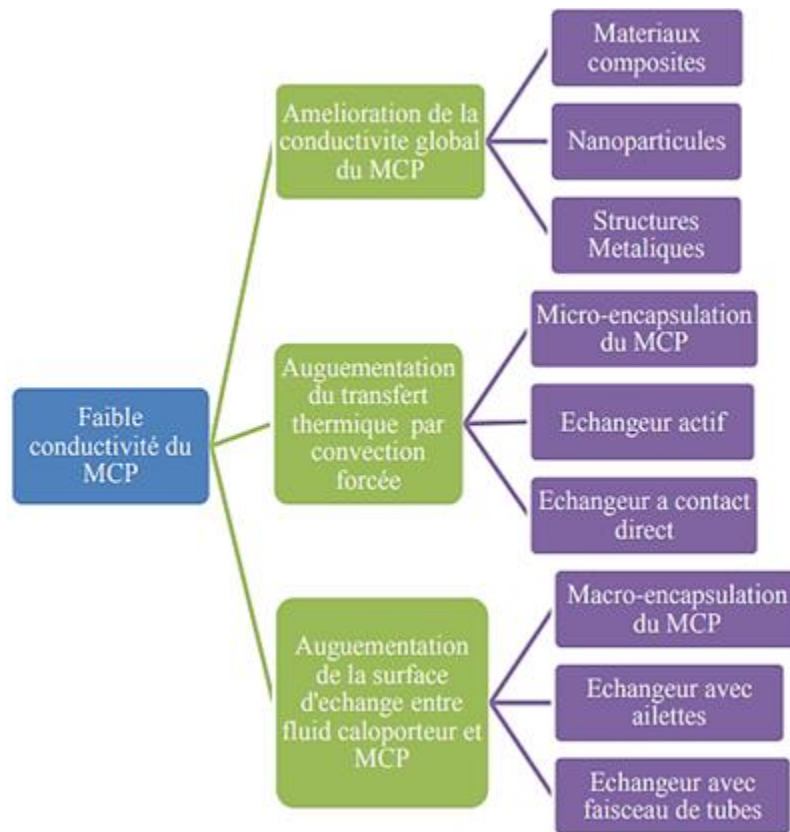 Faible
conductivité du
MCP
Amelioration de la
conductivite global
du MCP
Materiaux
composites
Nanoparticules
Structures
Metaliques
Auguementation
du transfert
thermique par
convection
forcée
Micro-encapsulation
du MCP
Echangeur actif
Echangeur a contact
direct
Auguementation
de la surface
d'echange entre
fluid caloporteur et
MCP
Macro-encapsulation
du MCP
Echangeur avec
ailettes
Echangeur avec
faisceau de tubes